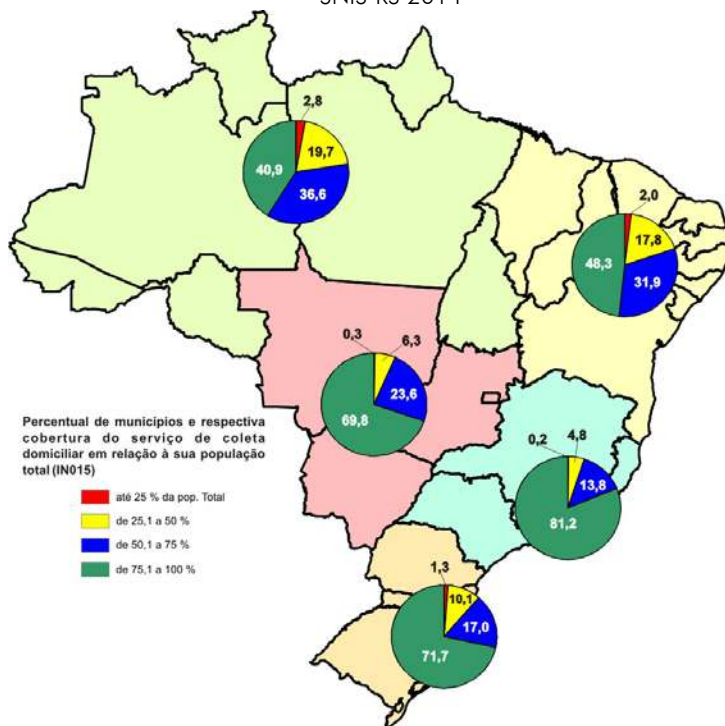 SNIS-RS 2014
2,8
19,7
40,9
36,6
2,0
17,8
48,3
31,9
0,3
6,3
23,6
69,8
Percentual de municípios e respectiva
cobertura do serviço de coleta
domiciliar em relação à sua população
total (IN015)
até 25 % da pop. Total
de 25,1 a 50 %
de 50,1 a 75 %
de 75,1 a 100 %
0,2
4,8
13,8
81,2
1,3
10,1
17,0
71,7